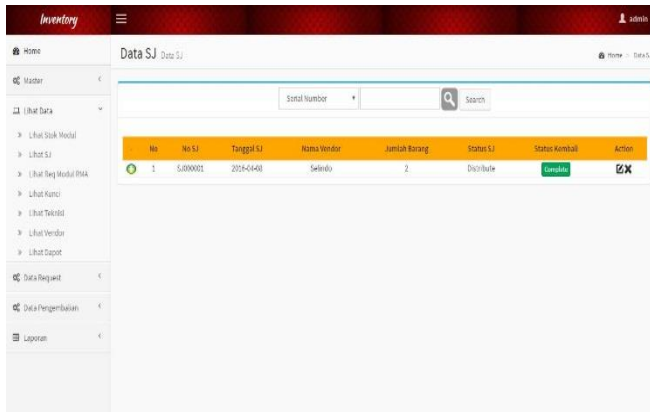 Inventory
admin
Home
Data SJ Data SJ
Home > Data S
Master
Lihat Data
Serial Number
Search
Lihat Stok Modul
Lihat SJ
Lihat Req Modul RMA
Lihat Kunci
Lihat Teknisi
Lihat Vendor
Lihat Depot
Data Request
Data Pengembalian
Laporan
No No SJ Tanggal SJ Nama Vendor Jumlah Barang Status SJ Status Kembali Action
1 SJ090001 2016-04-08 Selindo 2 Distribute Complete